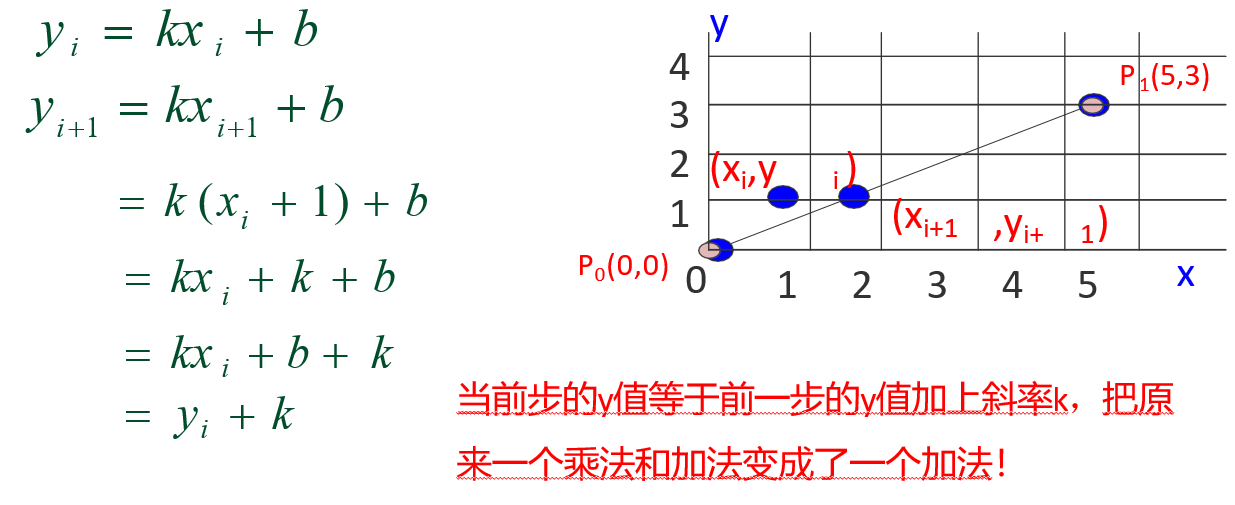 y_i = kx_i + b
y_{i+1} = kx_{i+1} + b
= k(x_i + 1) + b
= kx_i + k + b
= kx_i + b + k
= y_i + k
y
4
3
2
1
0
P_1(5,3)
(x_i,y_i)
(x_{i+1},y_{i+1})
P_0(0,0)
1 2 3 4 5
x
当前步的y值等于前一步的y值加上斜率k，把原
来一个乘法和加法变成了一个加法！